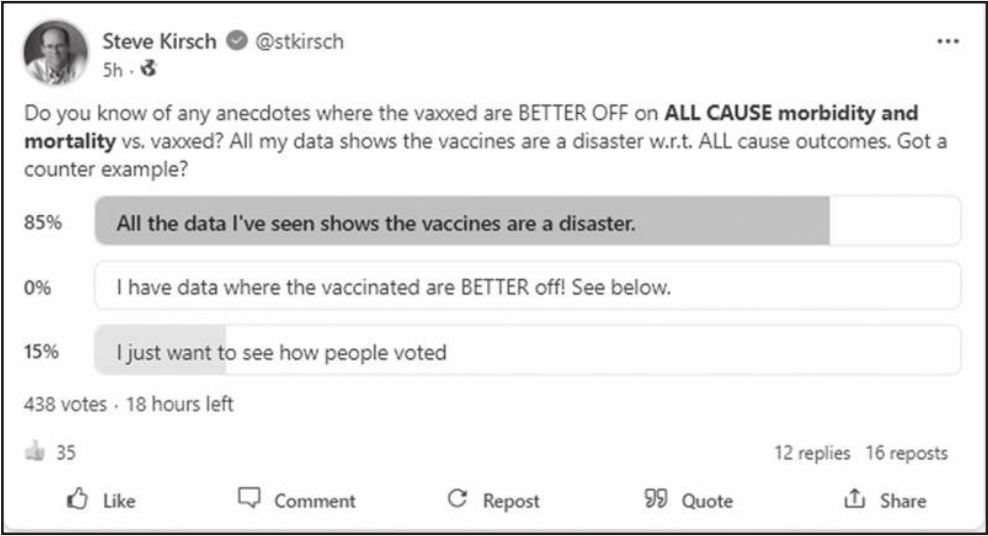 Steve Kirsch @stkirsch
5h ·
Do you know of any anecdotes where the vaxxed are BETTER OFF on ALL CAUSE morbidity and
mortality vs. vaxxed? All my data shows the vaccines are a disaster w.r.t. ALL cause outcomes. Got a
counter example?
85% All the data I've seen shows the vaccines are a disaster.
0% I have data where the vaccinated are BETTER off! See below.
15% I just want to see how people voted
438 votes · 18 hours left
35 12 replies 16 reposts
Like Comment Repost Quote Share